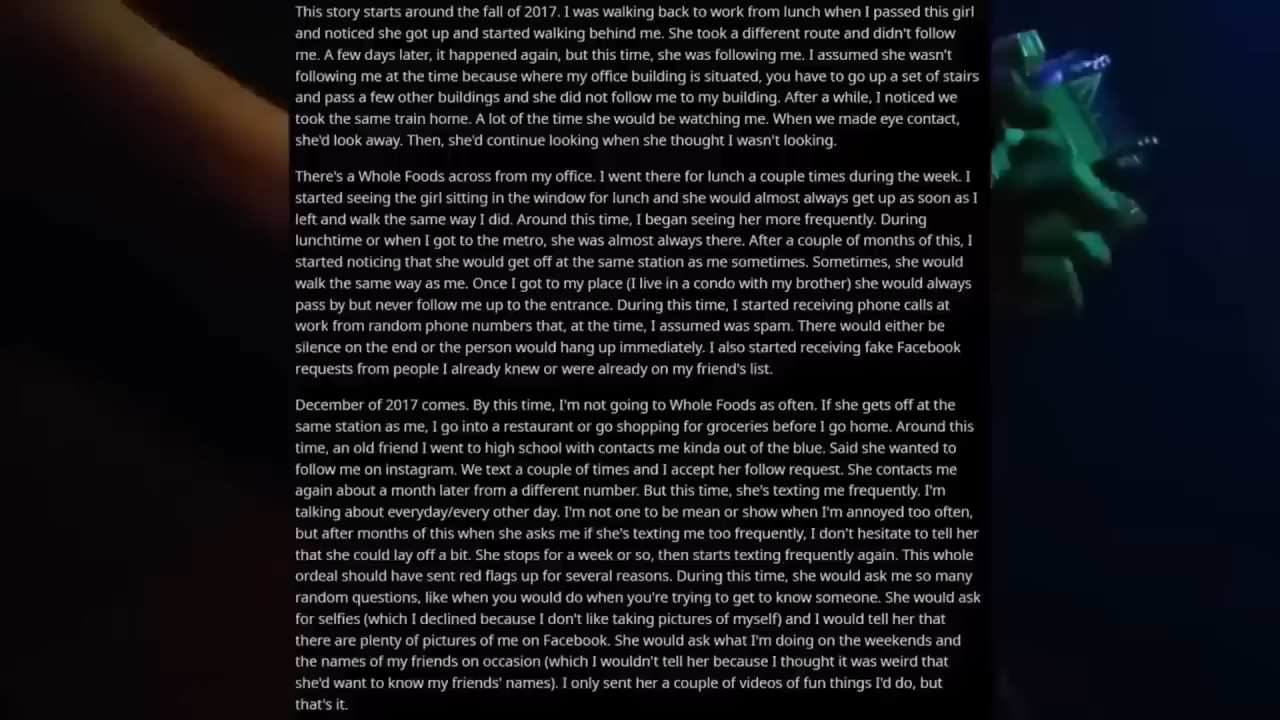 This story starts around the fall of 2017. I was walking back to work from lunch when I passed this girl
and noticed she got up and started walking behind me. She took a different route and didn't follow
me. A few days later, it happened again, but this time, she was following me. I assumed she wasn't
following me at the time because where my office building is situated, you have to go up a set of stairs
and pass a few other buildings and she did not follow me to my building. After a while, I noticed we
took the same train home. A lot of the time she would be watching me. When we made eye contact,
she'd look away. Then, she'd continue looking when she thought I wasn't looking.
There's a Whole Foods across from my office. I went there for lunch a couple times during the week. I
started seeing the girl sitting in the window for lunch and she would almost always get up as soon as I
left and walk the same way I did. Around this time, I began seeing her more frequently. During
lunchtime or when I got to the metro, she was almost always there. After a couple of months of this, I
started noticing that she would get off at the same station as me sometimes. Sometimes, she would
walk the same way as me. Once I got to my place (I live in a condo with my brother) she would always
pass by but never follow me up to the entrance. During this time, I started receiving phone calls at
work from random phone numbers that, at the time, I assumed was spam. There would either be
silence on the end or the person would hang up immediately. I also started receiving fake Facebook
requests from people I already knew or were already on my friend's list.
December of 2017 comes. By this time, I'm not going to Whole Foods as often. If she gets off at the
same station as me, I go into a restaurant or go shopping for groceries before I go home. Around this
time, an old friend I went to high school with contacts me kinda out of the blue. Said she wanted to
follow me on instagram. We text a couple of times and I accept her follow request. She contacts me
again about a month later from a different number. But this time, she's texting me frequently. I'm
talking about everyday/every other day. I'm not one to be mean or show when I'm annoyed too often,
but after months of this when she asks me if she's texting me too frequently, I don't hesitate to tell her
that she could lay off a bit. She stops for a week or so, then starts texting frequently again. This whole
ordeal should have sent red flags up for several reasons. During this time, she would ask me so many
random questions, like when you would do when you're trying to get to know someone. She would ask
for selfies (which I declined because I don't like taking pictures of myself) and I would tell her that
there are plenty of pictures of me on Facebook. She would ask what I'm doing on the weekends and
the names of my friends on occasion (which I wouldn't tell her because I thought it was weird that
she'd want to know my friends' names). I only sent her a couple of videos of fun things I'd do, but
that's it.